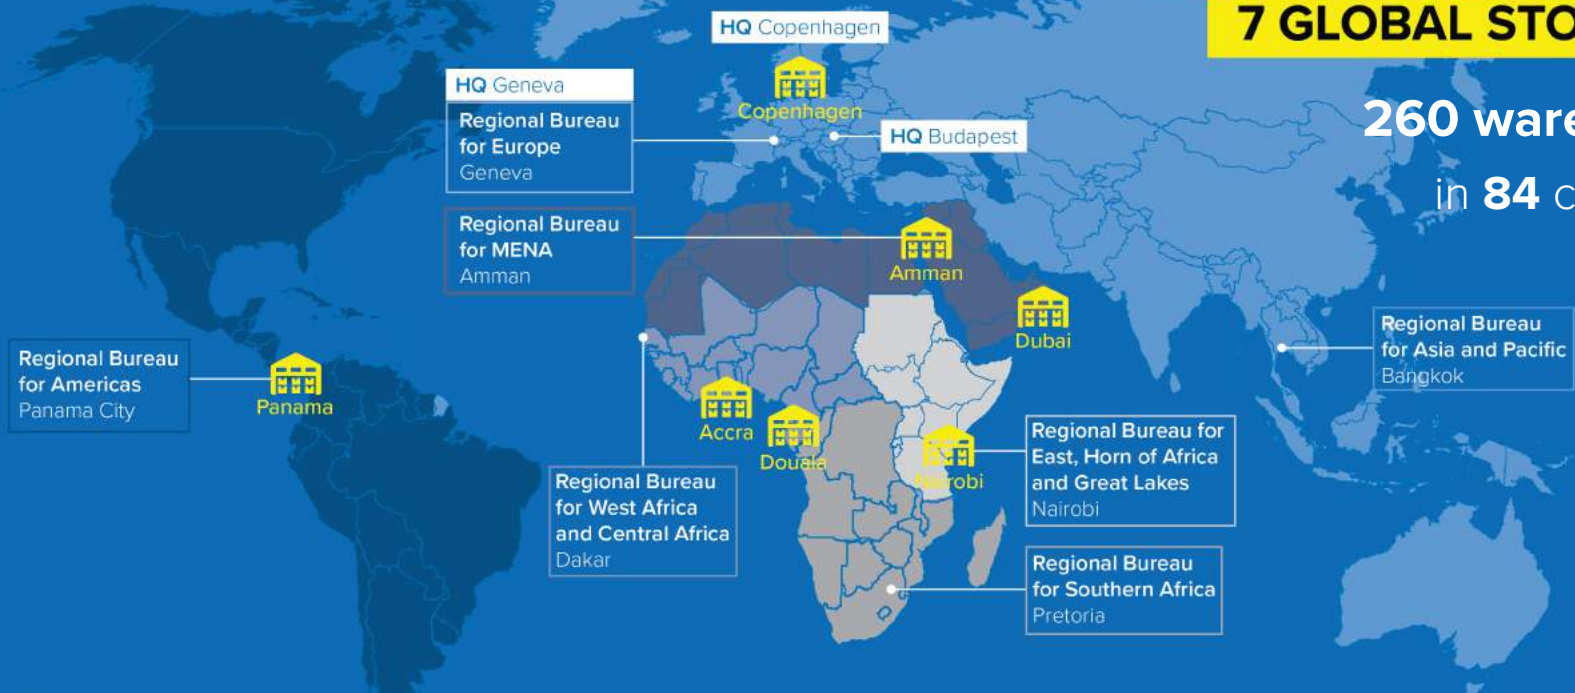 7 GLOBAL STO
260 ware
in 84 c
HQ Copenhagen
Copenhagen
HQ Geneva
Regional Bureau
for Europe
Geneva
HQ Budapest
Regional Bureau
for MENA
Amman
Amman
Dubai
Regional Bureau
for Asia and Pacific
Bangkok
Regional Bureau
for Americas
Panama City
Panama
Accra
Douala
Nairobi
Regional Bureau for
East, Horn of Africa
and Great Lakes
Nairobi
Regional Bureau
for West Africa
and Central Africa
Dakar
Regional Bureau
for Southern Africa
Pretoria